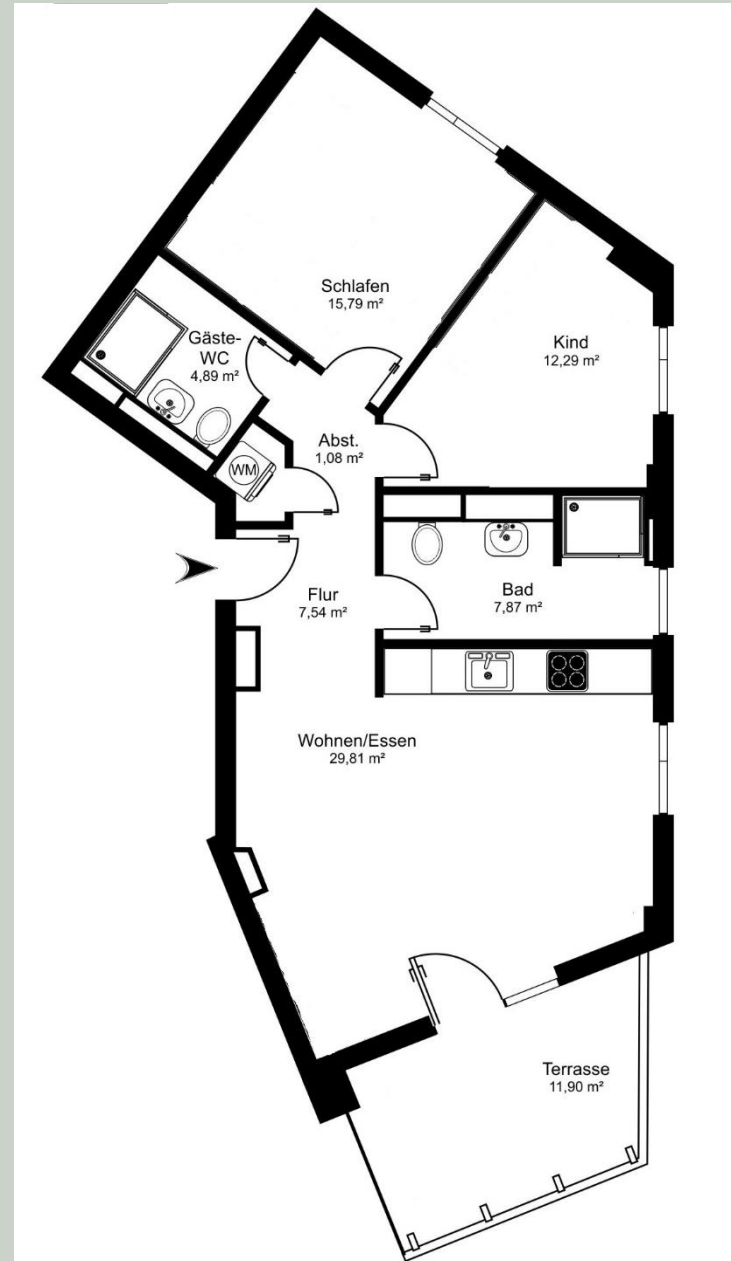 Schlafen
15,79 m²
Kind
12,29 m²
Gäste-
WC
4,89 m²
Abst.
1,08 m²
WM
Flur
7,54 m²
Bad
7,87 m²
Wohnen/Essen
29,81 m²
Terrasse
11,90 m²